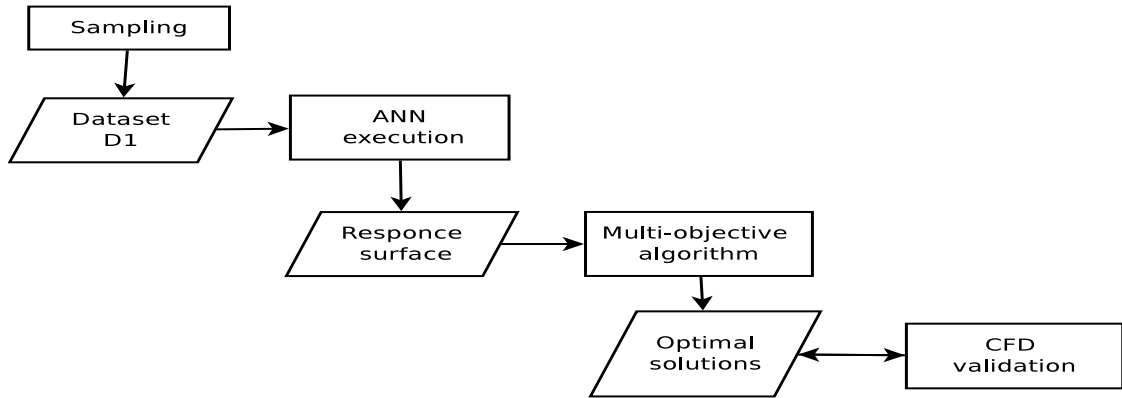 Sampling
Dataset
D1
ANN
execution
Responce
surface
Multi-objective
algorithm
Optimal
solutions
CFD
validation